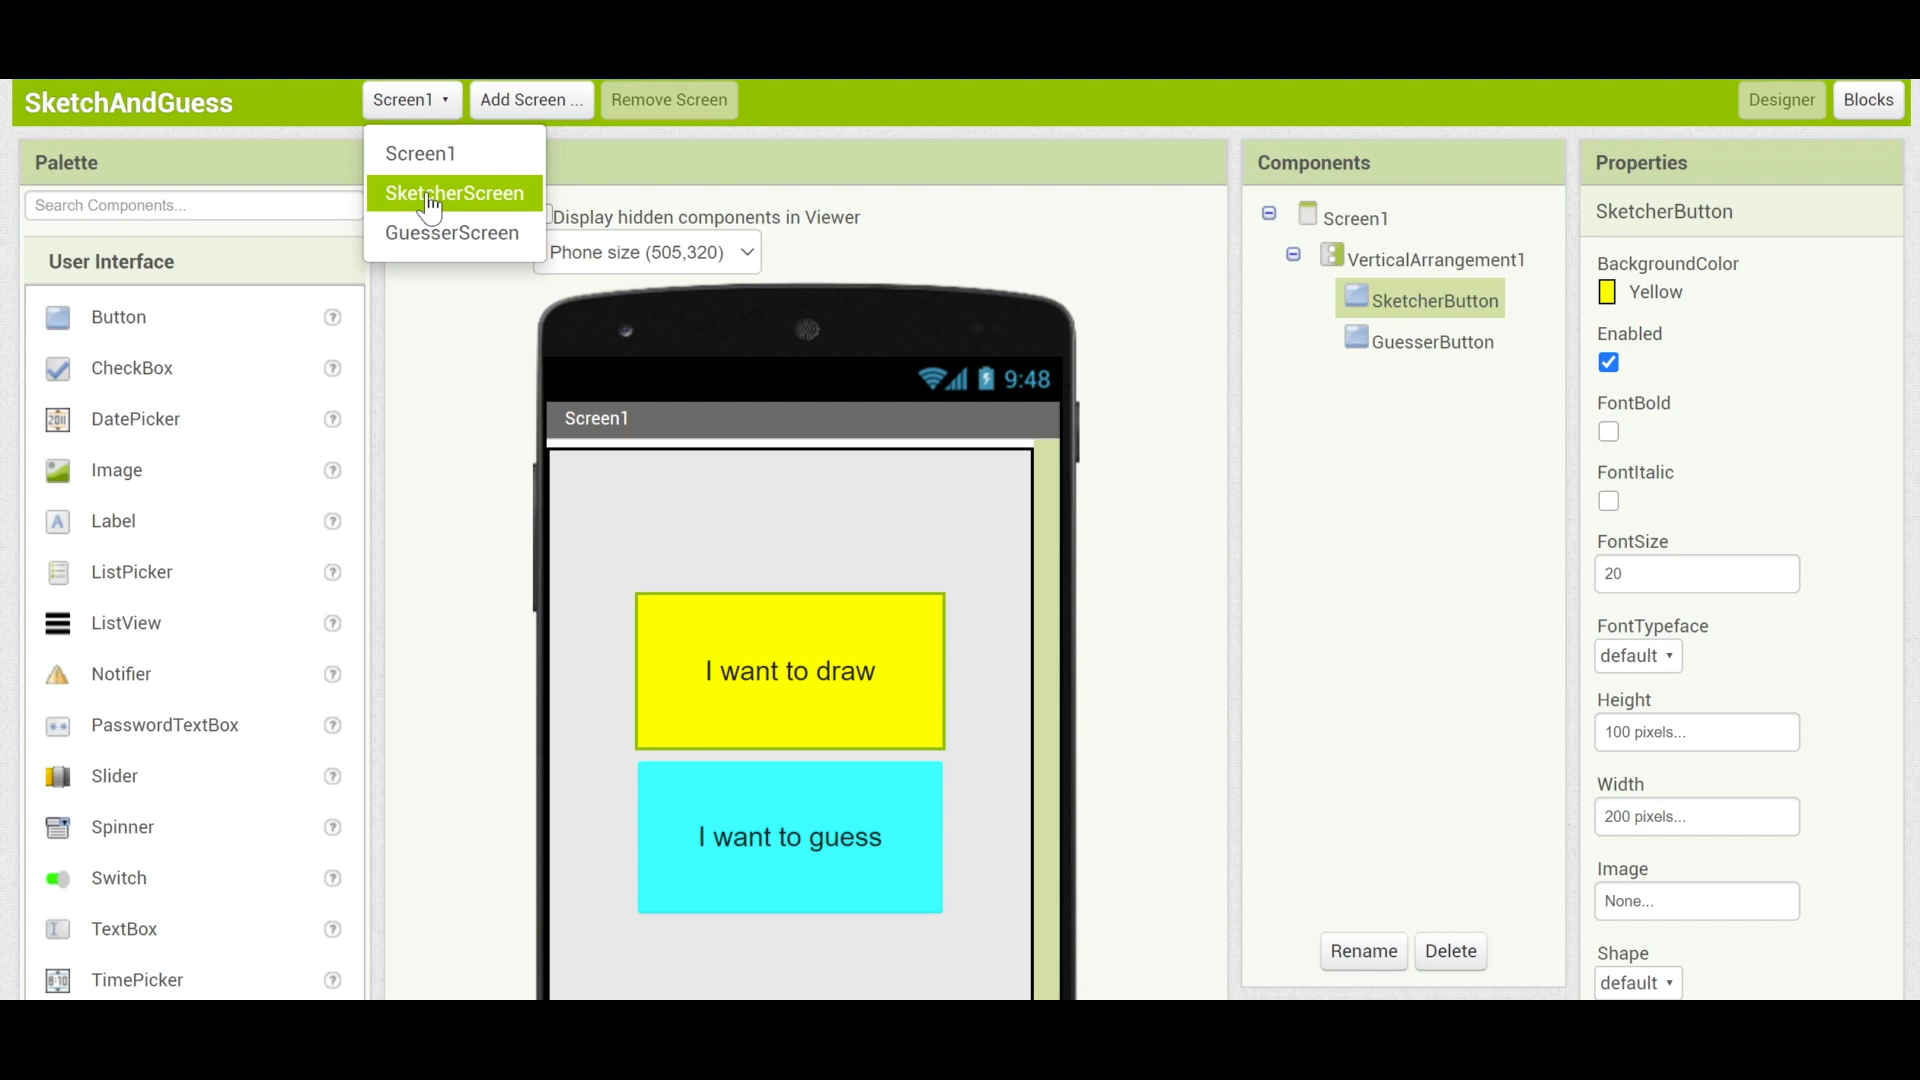 SketchAndGuess
Screen1
Add Screen ...
Remove Screen
Designer
Blocks
Screen1
SketcherScreen
GuesserScreen
Palette
Search Components...
User Interface
Button
CheckBox
DatePicker
Image
Label
ListPicker
ListView
Notifier
PasswordTextBox
Slider
Spinner
Switch
TextBox
TimePicker
Display hidden components in Viewer
Phone size (505,320)
9:48
Screen1
I want to draw
I want to guess
Components
Screen1
VerticalArrangement1
SketcherButton
GuesserButton
Rename
Delete
Properties
SketcherButton
BackgroundColor
Yellow
Enabled
FontBold
FontItalic
FontSize
20
FontTypeface
default
Height
100 pixels...
Width
200 pixels...
Image
None...
Shape
default